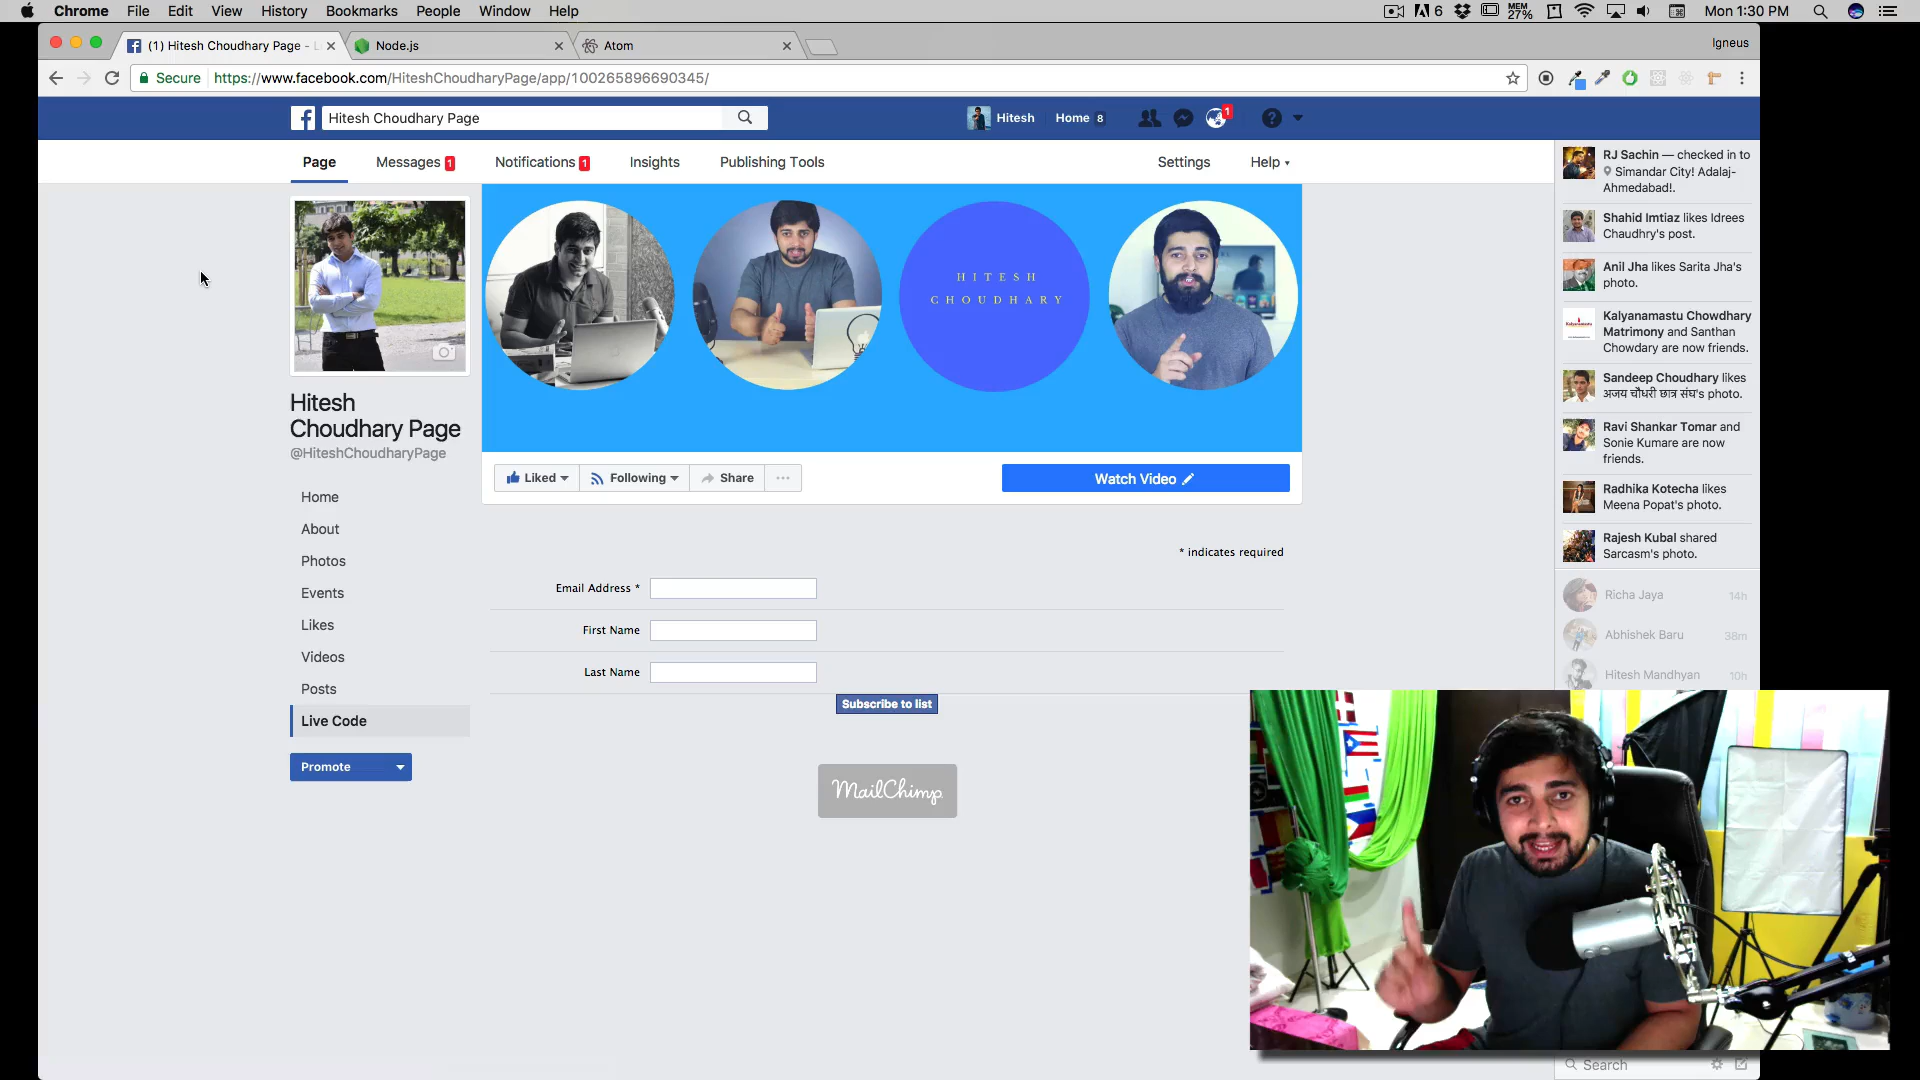 Chrome File Edit View History Bookmarks People Window Help
6 MEM 27% Mon 1:30 PM
(1) Hitesh Choudhary Page - L
Node.js
Atom
Igneus
Secure https://www.facebook.com/HiteshChoudharyPage/app/100265896690345/
Hitesh Choudhary Page
Hitesh
Home 8
1
Page
Messages 1
Notifications 1
Insights
Publishing Tools
Settings
Help
HITESH
CHOUDHARY
Hitesh
Choudhary Page
@HiteshChoudharyPage
Home
About
Photos
Events
Likes
Videos
Posts
Live Code
Promote
Liked
Following
Share
Watch Video
* indicates required
Email Address *
First Name
Last Name
Subscribe to list
MailChimp
RJ Sachin — checked in to
Simandar City! Adalaj-
Ahmedabad!.
Shahid Imtiaz likes Idrees
Chaudhry's post.
Anil Jha likes Sarita Jha's
photo.
Kalyanamastu Chowdhary
Matrimony and Santhan
Chowdary are now friends.
Sandeep Choudhary likes
अजय चौधरी छात्र संघ's photo.
Ravi Shankar Tomar and
Sonie Kumare are now
friends.
Radhika Kotecha likes
Meena Popat's photo.
Rajesh Kubal shared
Sarcasm's photo.
Richa Jaya 14h
Abhishek Baru 38m
Hitesh Mandhyan 10h
Search